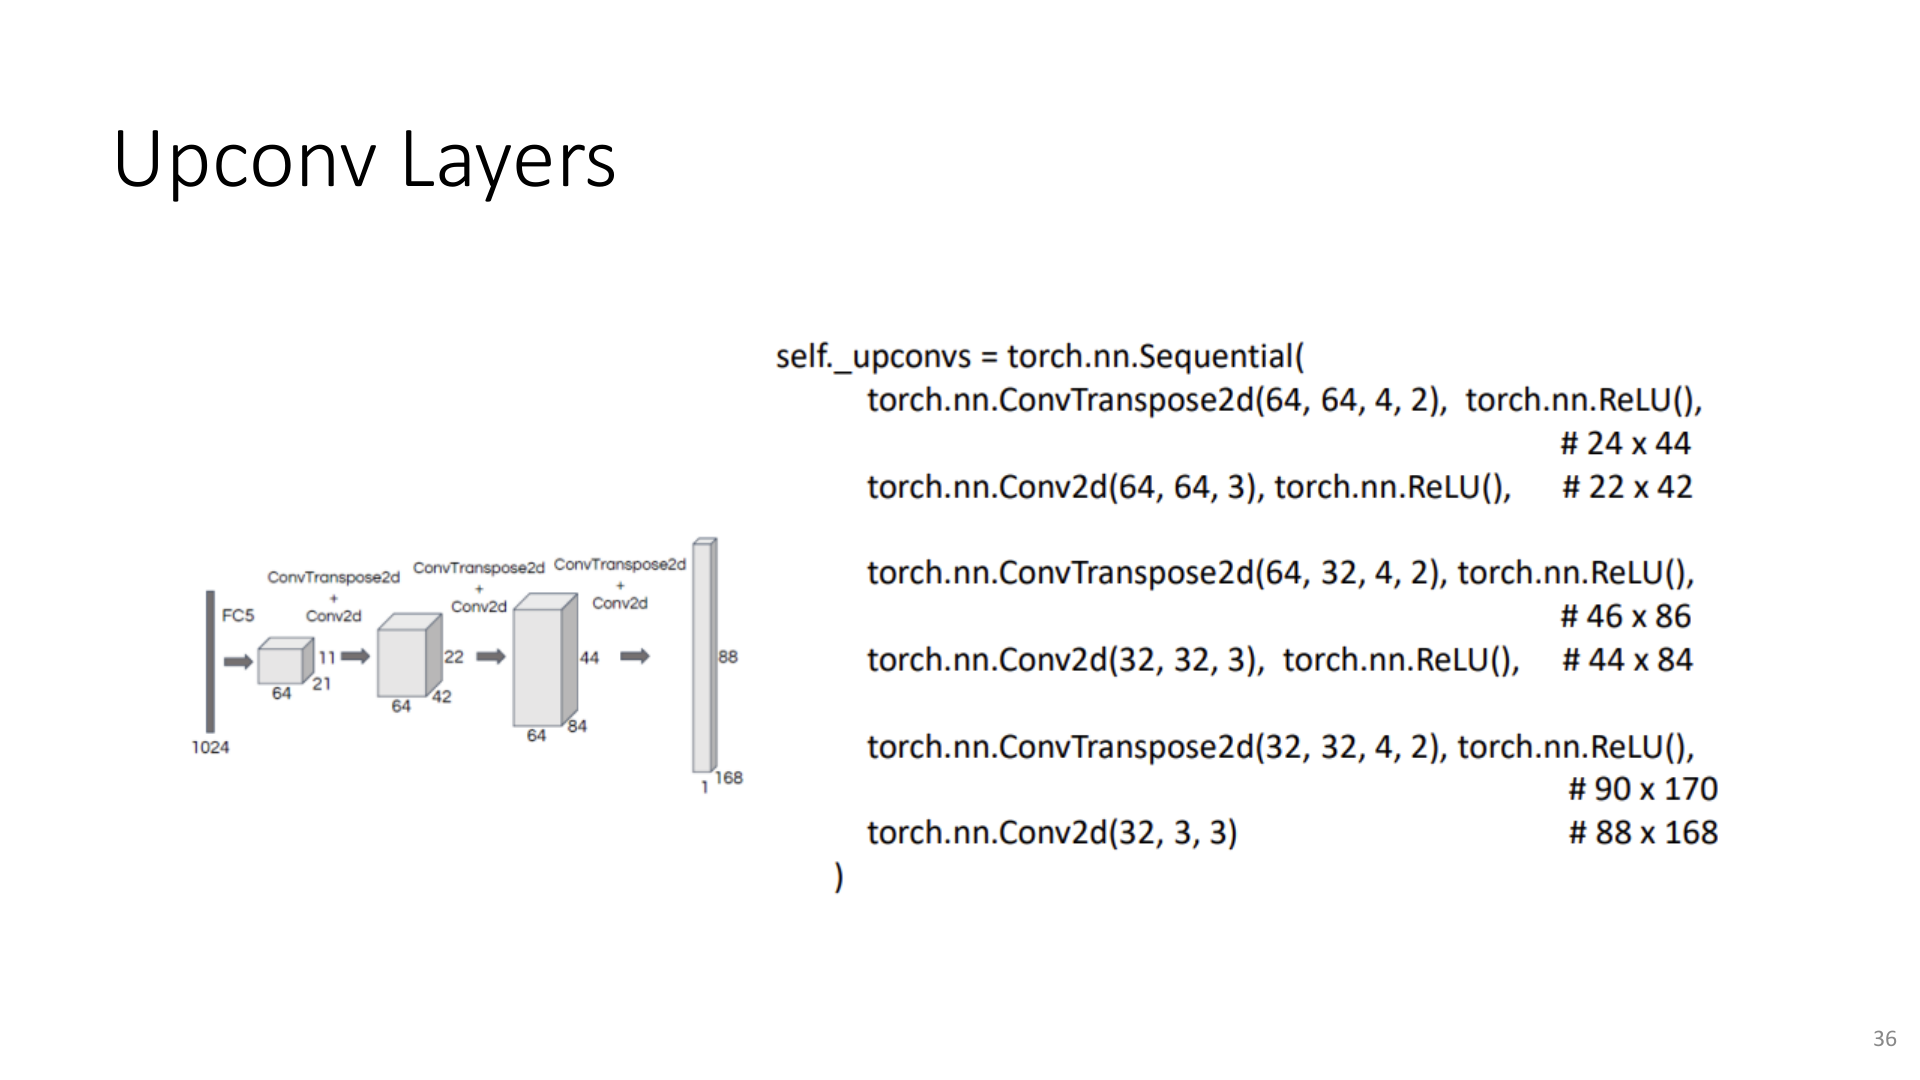 Upconv Layers
self._upconvs = torch.nn.Sequential(
torch.nn.ConvTranspose2d(64, 64, 4, 2), torch.nn.ReLU(),
# 24 x 44
torch.nn.Conv2d(64, 64, 3), torch.nn.ReLU(), # 22 x 42
torch.nn.ConvTranspose2d(64, 32, 4, 2), torch.nn.ReLU(),
# 46 x 86
torch.nn.Conv2d(32, 32, 3), torch.nn.ReLU(), # 44 x 84
torch.nn.ConvTranspose2d(32, 32, 4, 2), torch.nn.ReLU(),
# 90 x 170
torch.nn.Conv2d(32, 3, 3) # 88 x 168
)
1024
FC5
64
21
11
ConvTranspose2d
+
Conv2d
64
42
22
ConvTranspose2d
+
Conv2d
64
84
44
ConvTranspose2d
+
Conv2d
88
168
1
36